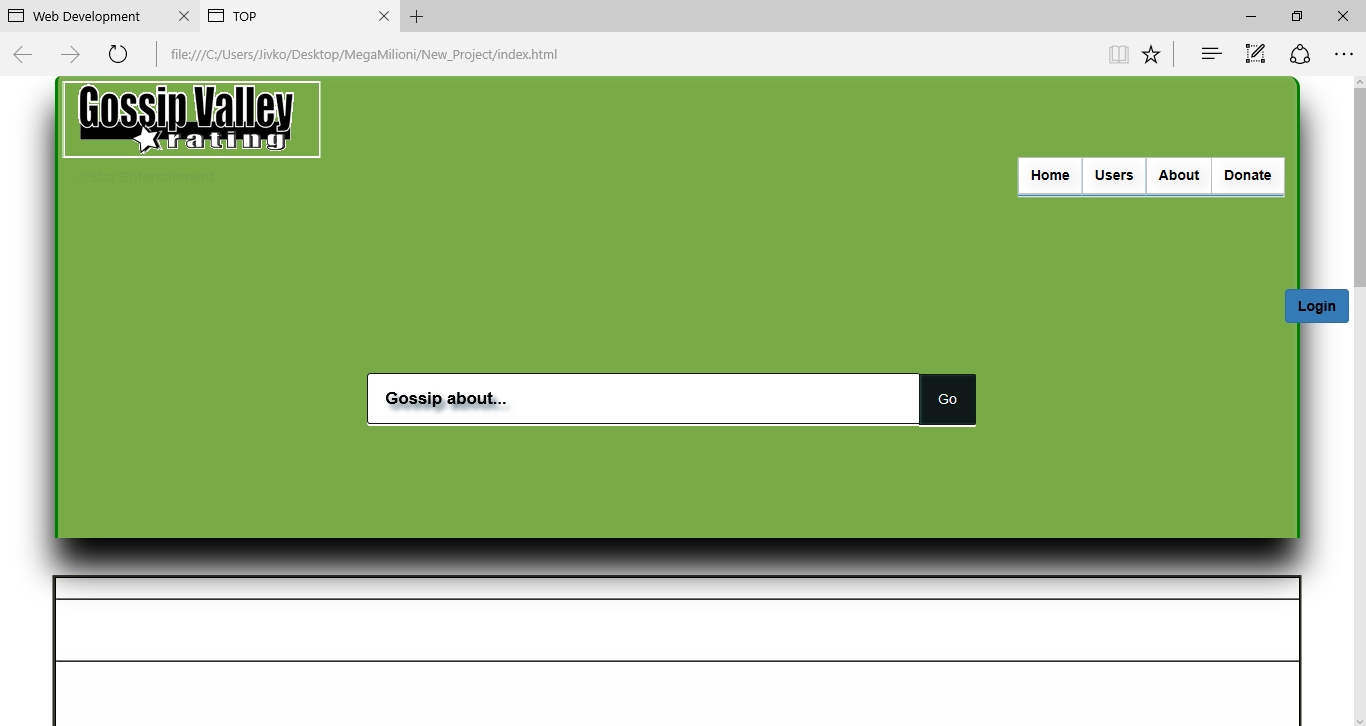 Web Development
TOP
file:///C:/Users/Jivko/Desktop/MegaMilioni/New_Project/index.html
Gossip Valley
rating
©Star Entertainment
Home Users About Donate
Login
Gossip about...
Go